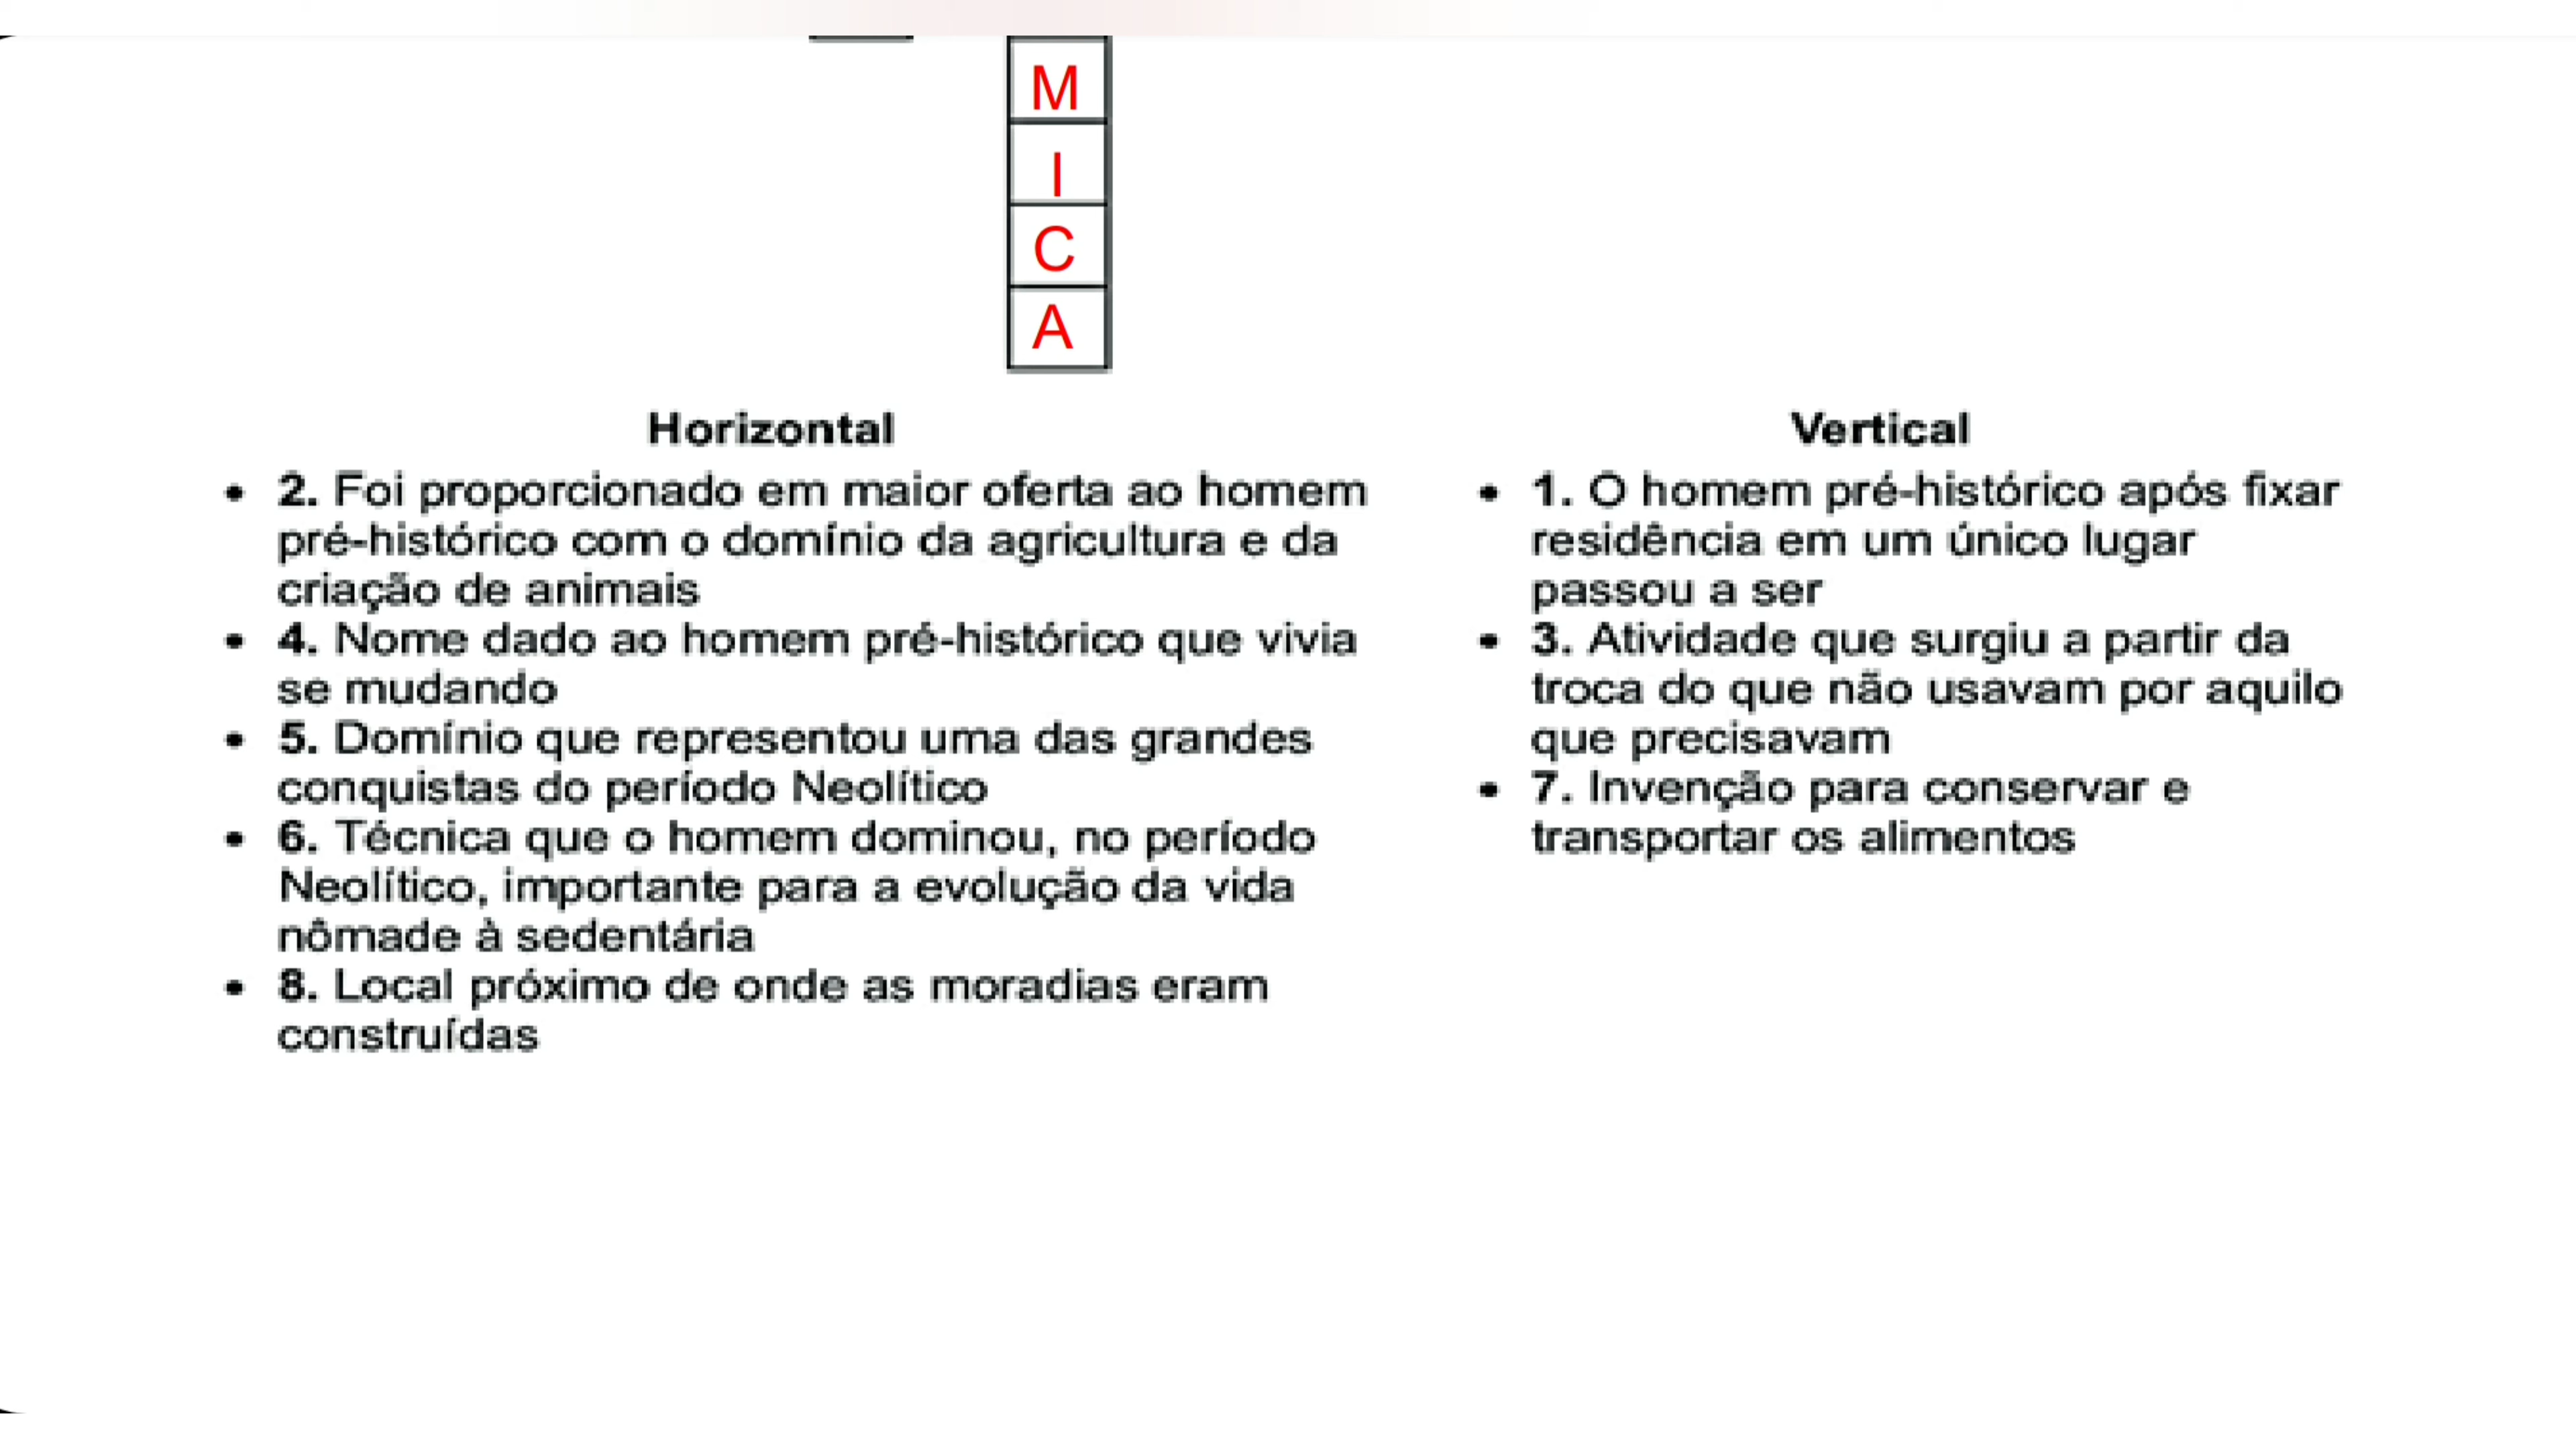 M
I
C
A
Horizontal
• 2. Foi proporcionado em maior oferta ao homem
pré-histórico com o domínio da agricultura e da
criação de animais
• 4. Nome dado ao homem pré-histórico que vivia
se mudando
• 5. Domínio que representou uma das grandes
conquistas do período Neolítico
• 6. Técnica que o homem dominou, no período
Neolítico, importante para a evolução da vida
nômade à sedentária
• 8. Local próximo de onde as moradias eram
construídas
Vertical
• 1. O homem pré-histórico após fixar
residência em um único lugar
passou a ser
• 3. Atividade que surgiu a partir da
troca do que não usavam por aquilo
que precisavam
• 7. Invenção para conservar e
transportar os alimentos